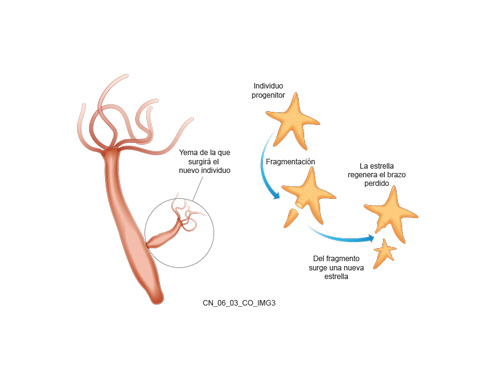 Individuo
progenitor
Yema de la que
surgirá el
nuevo individuo
Fragmentación
La estrella
regenera el brazo
perdido
Del fragmento
surge una nueva
estrella
CN_06_03_CO_IMG3